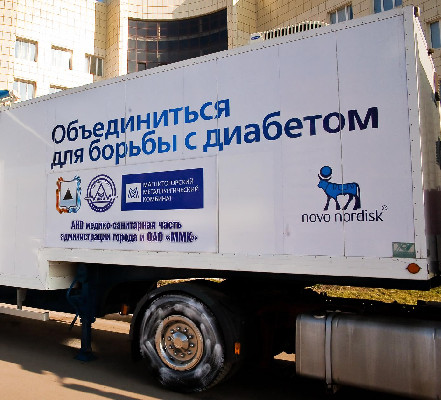 Объединиться
для борьбы с диабетом
МАГНИТОГОРСКИЙ
МЕТАЛЛУРГИЧЕСКИЙ
КОМБИНАТ
АНО медико-санитарная часть
администрации города и ОАО «ММК»
novo nordisk®